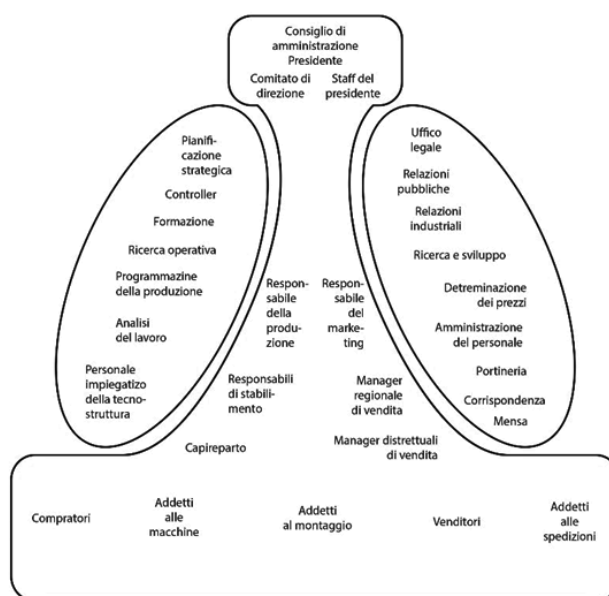 Consiglio di
amministrazione
Presidente
Comitato di
direzione
Staff del
presidente
Pianifi-
cazione
strategica
Controller
Formazione
Ricerca operativa
Programmazine
della produzione
Analisi
del lavoro
Personale
impiegatizo
della tecno-
struttura
Respon-
sabile
della
produ-
zione
Respon-
sabile
del
marke-
ting
Responsabili
di stabili-
mento
Manager
regionale
di vendita
Capireparto
Manager distrettuali
di vendita
Uffico
legale
Relazioni
pubbliche
Relazioni
industriali
Ricerca e sviluppo
Detreminazione
dei prezzi
Amministrazione
del personale
Portineria
Corrispondenza
Mensa
Compratori
Addetti
alle
macchine
Addetti
al montaggio
Venditori
Addetti
alle
spedizioni